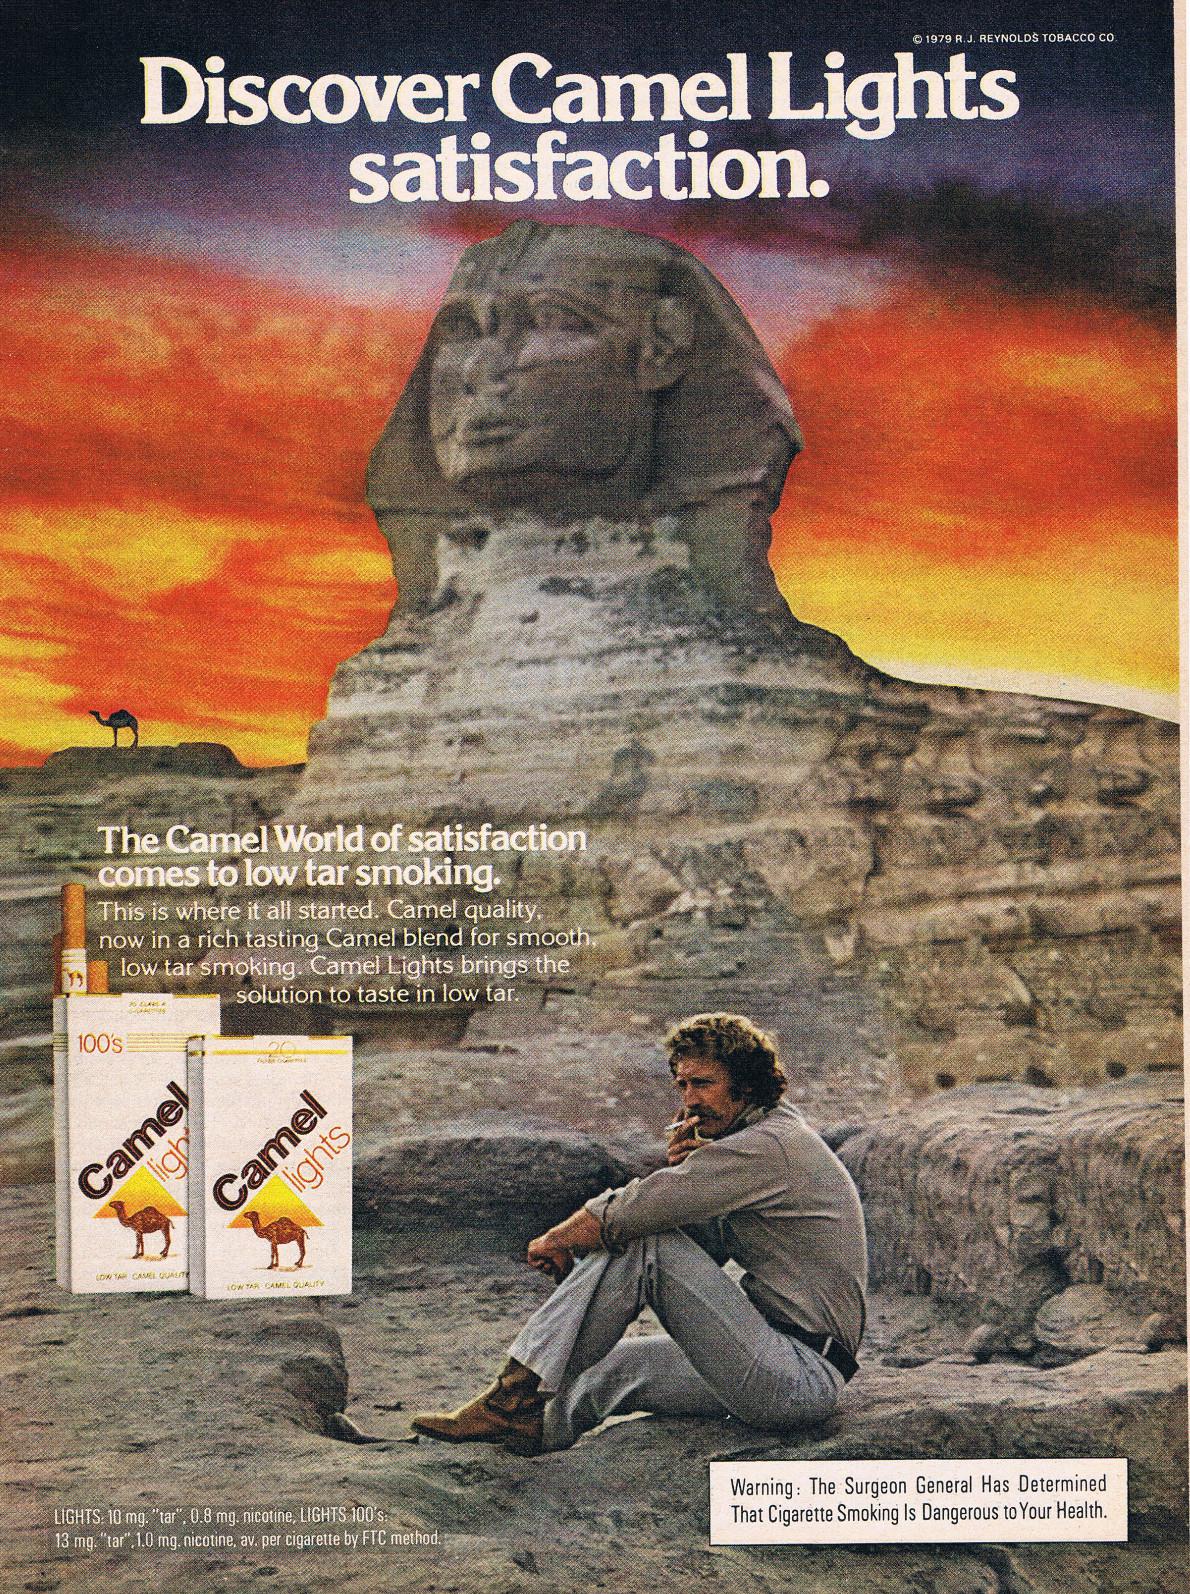 © 1979 R.J. REYNOLDS TOBACCO CO.
Discover Camel Lights
satisfaction.
The Camel World of satisfaction
comes to low tar smoking.
This is where it all started. Camel quality,
now in a rich tasting Camel blend for smooth,
low tar smoking. Camel Lights brings the
solution to taste in low tar.
100's
Camel
ligh
LOW TAR · CAMEL QUALIT
20
Camel
lights
LOW TAR · CAMEL QUALITY
LIGHTS: 10 mg. "tar", 0.8 mg. nicotine, LIGHTS 100's:
13 mg. "tar", 1.0 mg. nicotine, av. per cigarette by FTC method.
Warning: The Surgeon General Has Determined
That Cigarette Smoking Is Dangerous to Your Health.